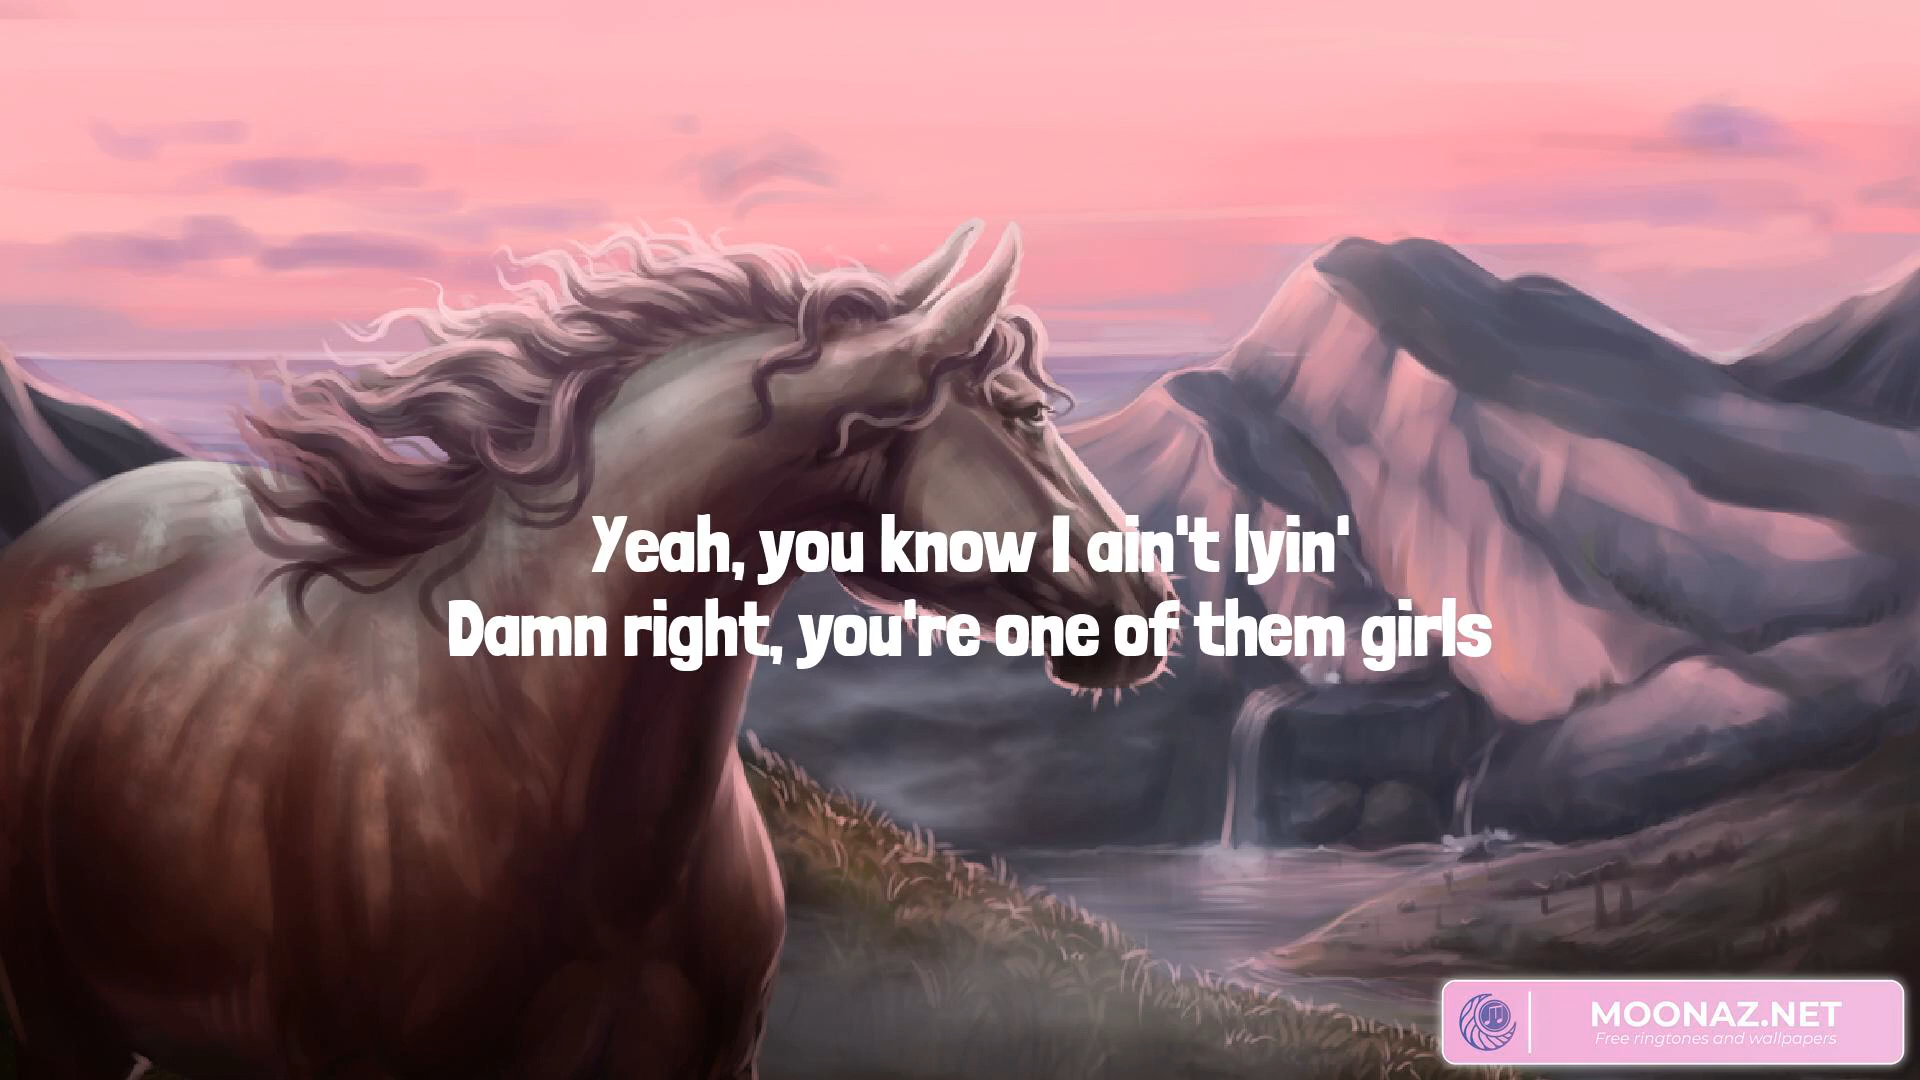 Yeah, you know I ain't lyin'
Damn right, you're one of them girls
MOONAZ.NET
Free ringtones and wallpapers